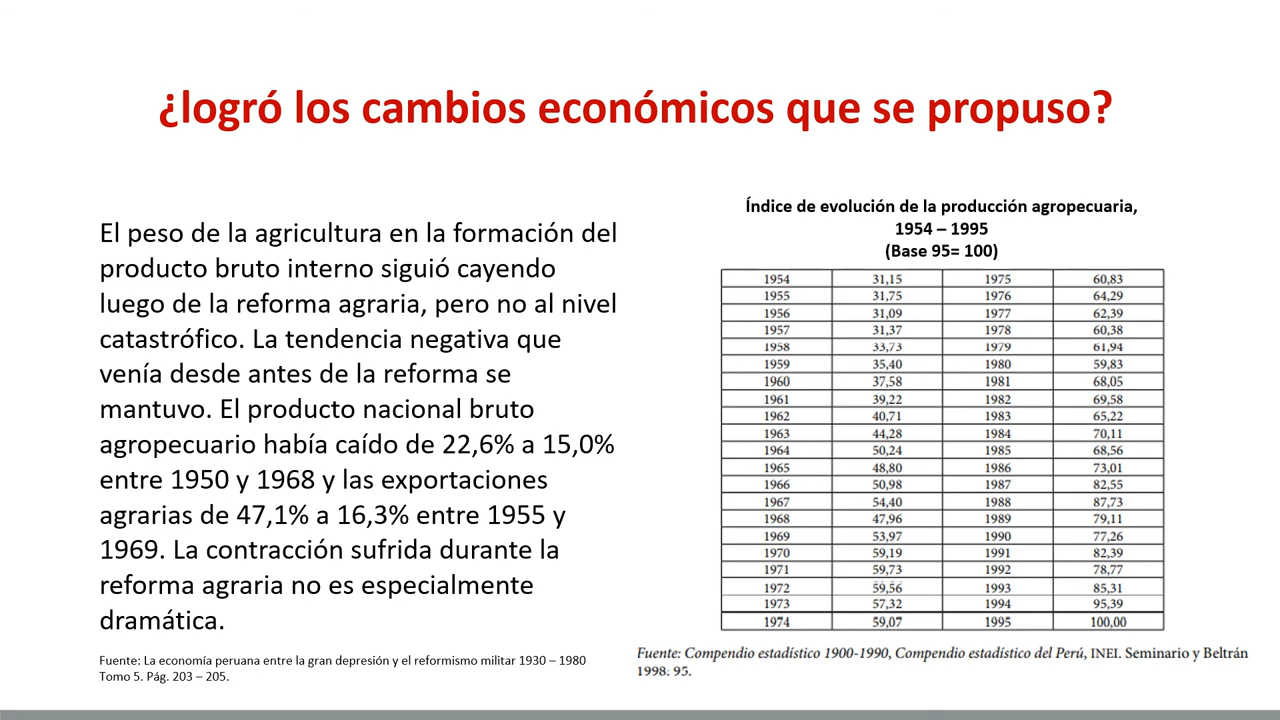 ¿logró los cambios económicos que se propuso?
El peso de la agricultura en la formación del
producto bruto interno siguió cayendo
luego de la reforma agraria, pero no al nivel
catastrófico. La tendencia negativa que
venía desde antes de la reforma se
mantuvo. El producto nacional bruto
agropecuario había caído de 22,6% a 15,0%
entre 1950 y 1968 y las exportaciones
agrarias de 47,1% a 16,3% entre 1955 y
1969. La contracción sufrida durante la
reforma agraria no es especialmente
dramática.
Fuente: La economía peruana entre la gran depresión y el reformismo militar 1930 – 1980
Tomo 5. Pág. 203 – 205.
Índice de evolución de la producción agropecuaria,
1954 – 1995
(Base 95= 100)
1954 31,15 1975 60,83
1955 31,75 1976 64,29
1956 31,09 1977 62,39
1957 31,37 1978 60,38
1958 33,73 1979 61,94
1959 35,40 1980 59,83
1960 37,58 1981 68,05
1961 39,22 1982 69,58
1962 40,71 1983 65,22
1963 44,28 1984 70,11
1964 50,24 1985 68,56
1965 48,80 1986 73,01
1966 50,98 1987 82,55
1967 54,40 1988 87,73
1968 47,96 1989 79,11
1969 53,97 1990 77,26
1970 59,19 1991 82,39
1971 59,73 1992 78,77
1972 59,56 1993 85,31
1973 57,32 1994 95,39
1974 59,07 1995 100,00
Fuente: Compendio estadístico 1900-1990, Compendio estadístico del Perú, INEI. Seminario y Beltrán
1998: 95.